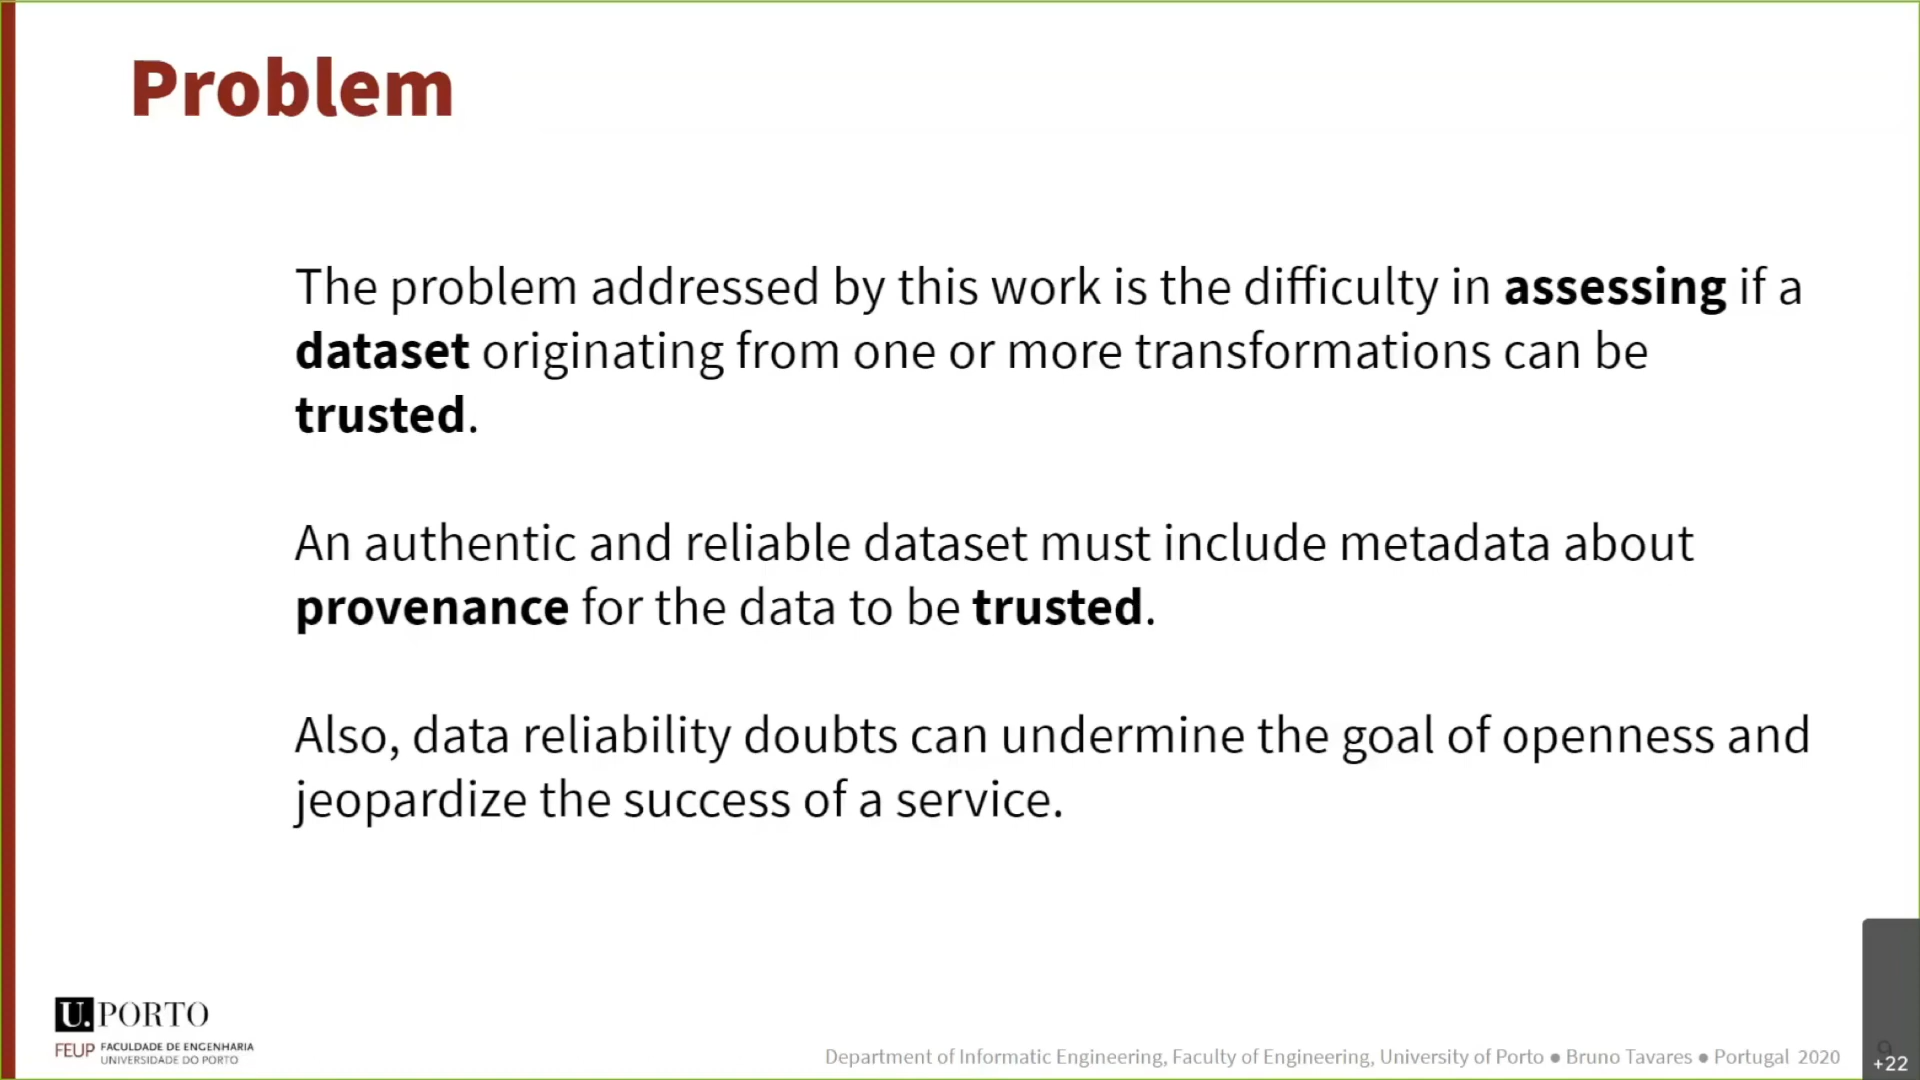 Problem
The problem addressed by this work is the difficulty in assessing if a
dataset originating from one or more transformations can be
trusted.
An authentic and reliable dataset must include metadata about
provenance for the data to be trusted.
Also, data reliability doubts can undermine the goal of openness and
jeopardize the success of a service.
U.PORTO
FEUP FACULDADE DE ENGENHARIA
UNIVERSIDADE DO PORTO
Department of Informatic Engineering, Faculty of Engineering, University of Porto ● Bruno Tavares ● Portugal 2020
9
+22